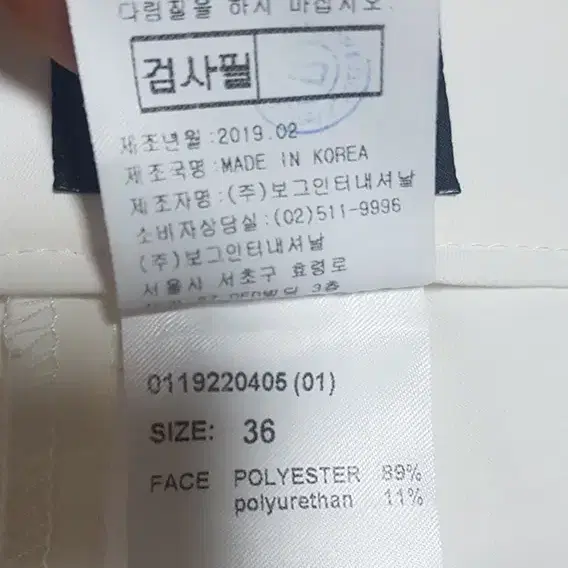 다림질을 하지 마십시오.
검사필
제조년월 : 2019.02
제조국명 : MADE IN KOREA
제조자명 : (주)보그인터내셔날
소비자상담실 : (02)511-9996
(주)보그인터내셔날
서울시 서초구 효령로
3층
0119220405 (01)
SIZE: 36
FACE POLYESTER 89%
polyurethan 11%